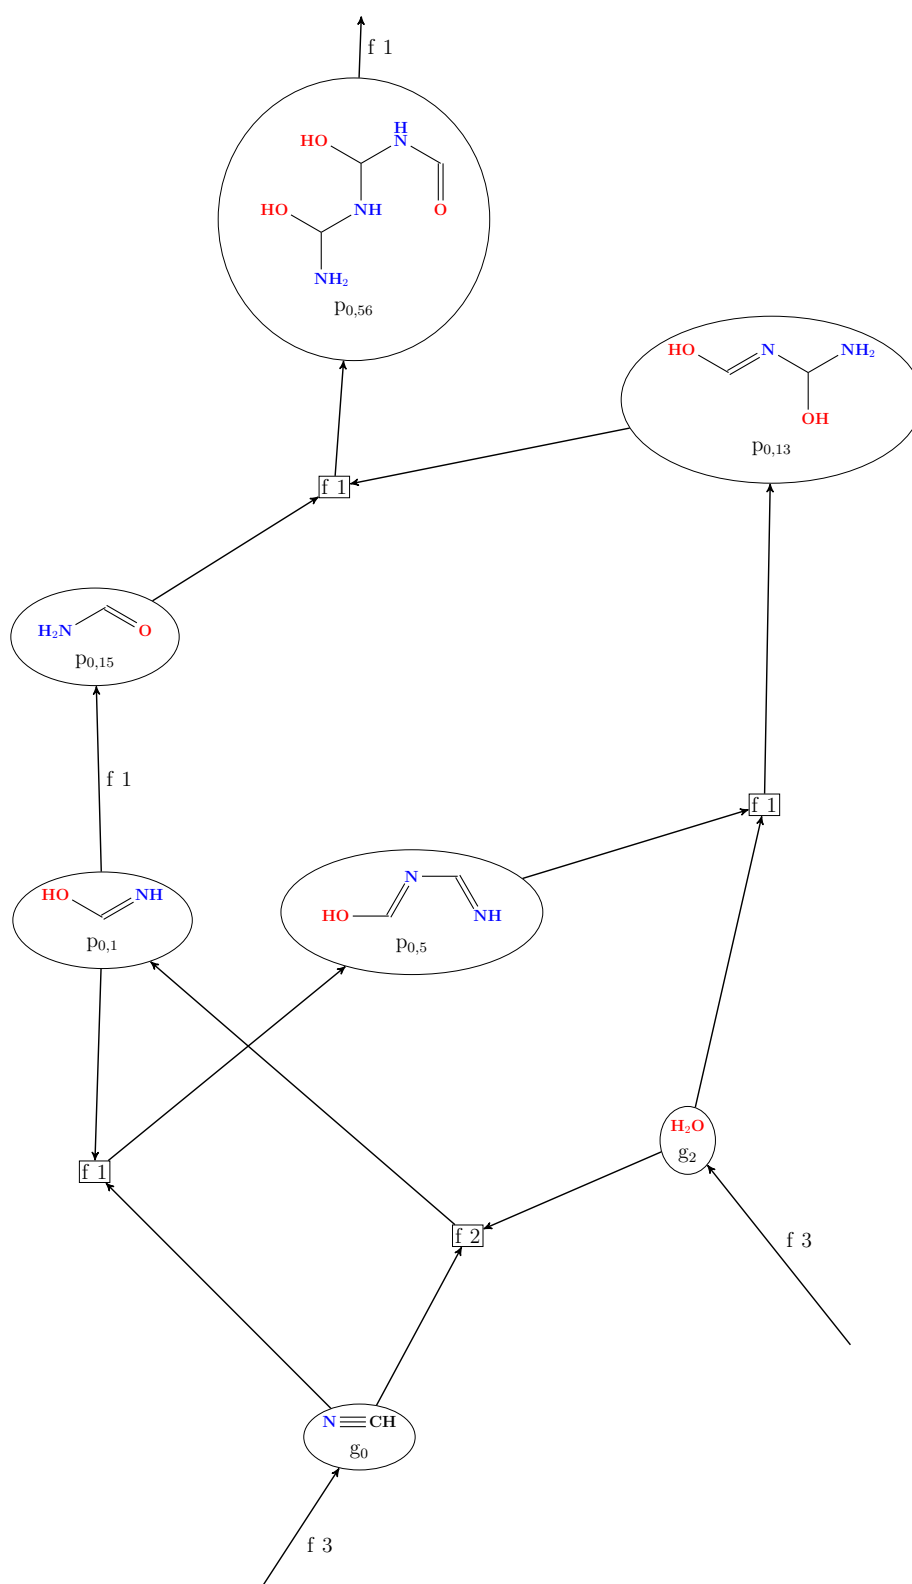 f 1
H
HO N
HO NH O
NH₂
p₀,₅₆
HO N NH₂
OH
p₀,₁₃
f 1
H₂N O
p₀,₁₅
f 1
f 1
HO NH
p₀,₁
N
HO NH
p₀,₅
H₂O
g₂
f 1
f 2
f 3
N CH
g₀
f 3